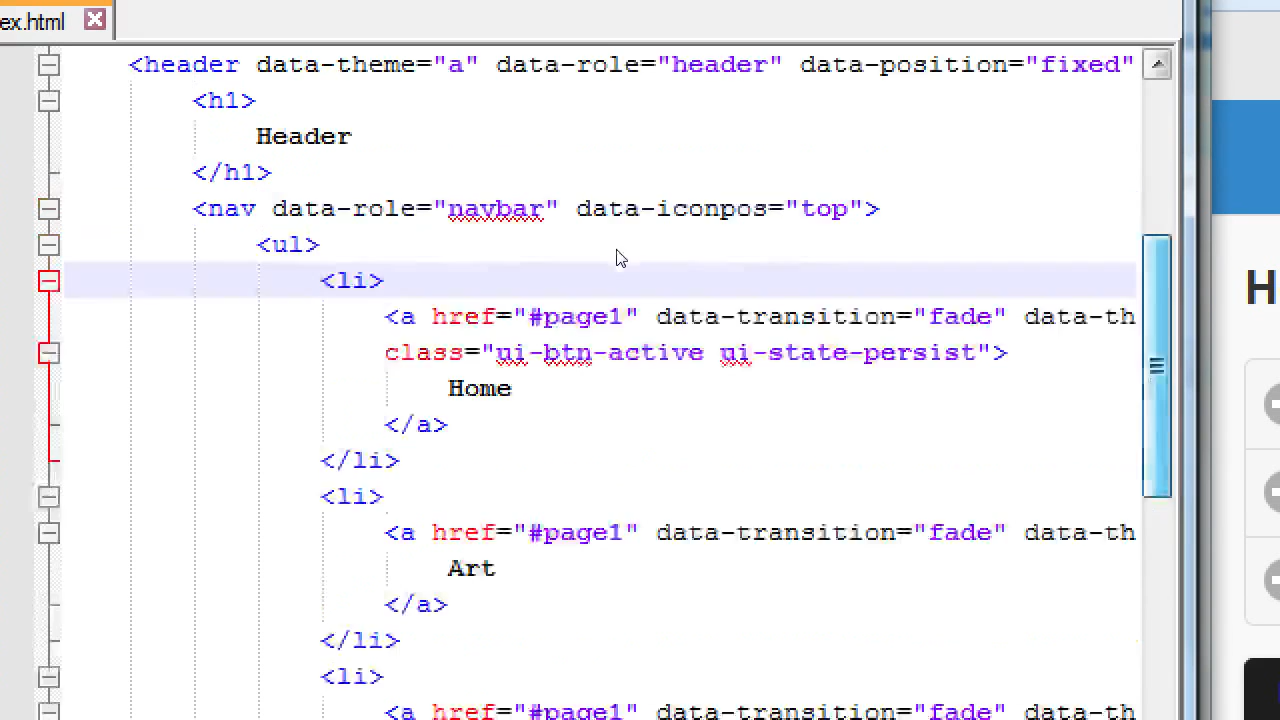 ex.html
<header data-theme="a" data-role="header" data-position="fixed"
<h1>
Header
</h1>
<nav data-role="navbar" data-iconpos="top">
<ul>
<li>
<a href="#page1" data-transition="fade" data-th
class="ui-btn-active ui-state-persist">
Home
</a>
</li>
<li>
<a href="#page1" data-transition="fade" data-th
Art
</a>
</li>
<li>
<a href="#page1" data-transition="fade" data-th
H